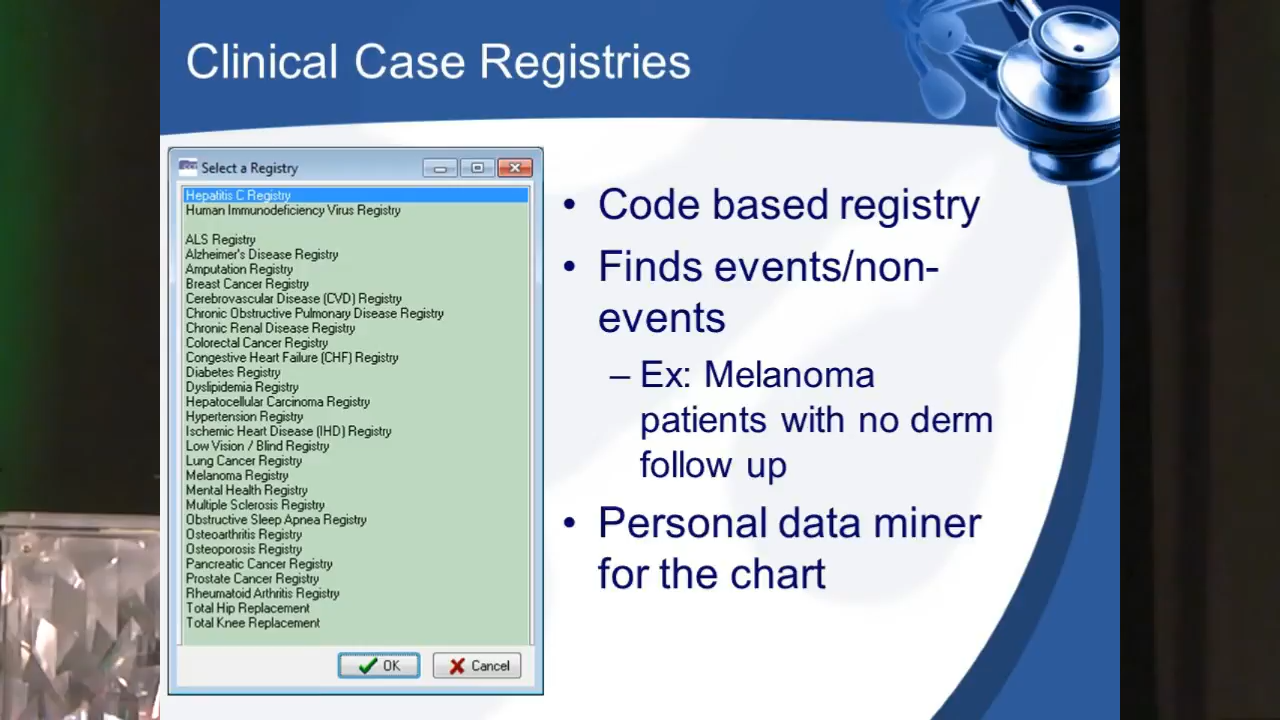 Clinical Case Registries
Select a Registry
Hepatitis C Registry
Human Immunodeficiency Virus Registry
ALS Registry
Alzheimer's Disease Registry
Amputation Registry
Breast Cancer Registry
Cerebrovascular Disease (CVD) Registry
Chronic Obstructive Pulmonary Disease Registry
Chronic Renal Disease Registry
Colorectal Cancer Registry
Congestive Heart Failure (CHF) Registry
Diabetes Registry
Dyslipidemia Registry
Hepatocellular Carcinoma Registry
Hypertension Registry
Ischemic Heart Disease (IHD) Registry
Low Vision / Blind Registry
Lung Cancer Registry
Melanoma Registry
Mental Health Registry
Multiple Sclerosis Registry
Obstructive Sleep Apnea Registry
Osteoarthritis Registry
Osteoporosis Registry
Pancreatic Cancer Registry
Prostate Cancer Registry
Rheumatoid Arthritis Registry
Total Hip Replacement
Total Knee Replacement
OK Cancel
• Code based registry
• Finds events/non-
events
– Ex: Melanoma
patients with no derm
follow up
• Personal data miner
for the chart